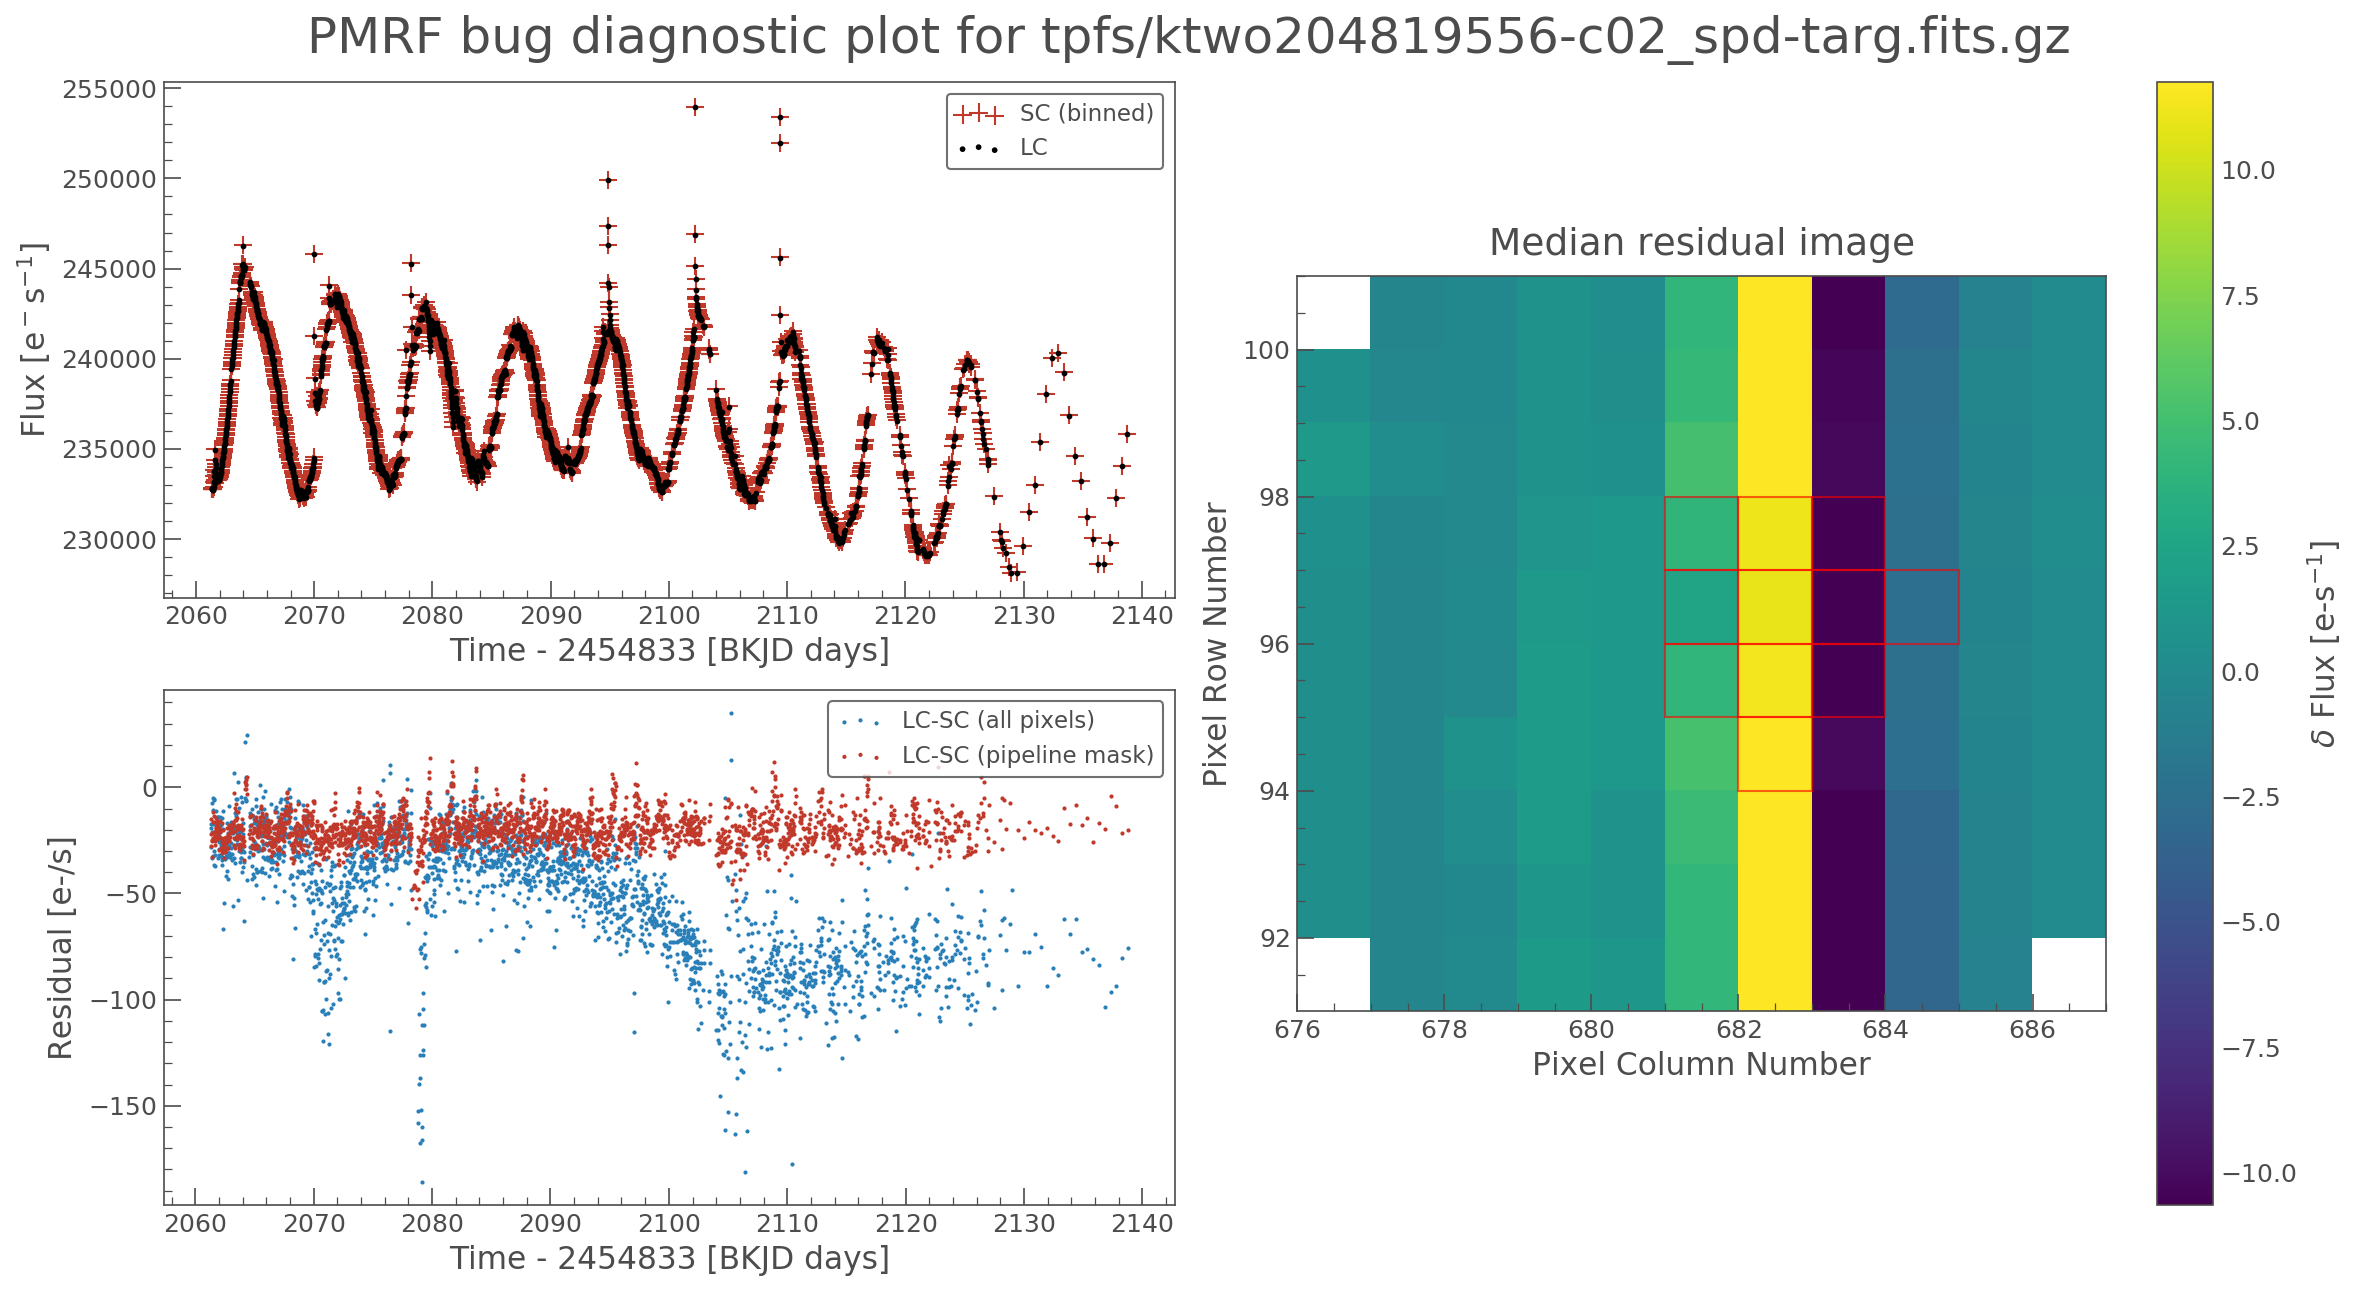 PMRF bug diagnostic plot for tpfs/ktwo204819556-c02_spd-targ.fits.gz
255000
250000
245000
240000
235000
230000
Flux [e⁻ s⁻¹]
SC (binned)
LC
2060 2070 2080 2090 2100 2110 2120 2130 2140
Time - 2454833 [BKJD days]
0
−50
−100
−150
Residual [e-/s]
LC-SC (all pixels)
LC-SC (pipeline mask)
2060 2070 2080 2090 2100 2110 2120 2130 2140
Time - 2454833 [BKJD days]
Median residual image
100
98
96
94
92
Pixel Row Number
676 678 680 682 684 686
Pixel Column Number
10.0
7.5
5.0
2.5
0.0
−2.5
−5.0
−7.5
−10.0
δ Flux [e-s⁻¹]